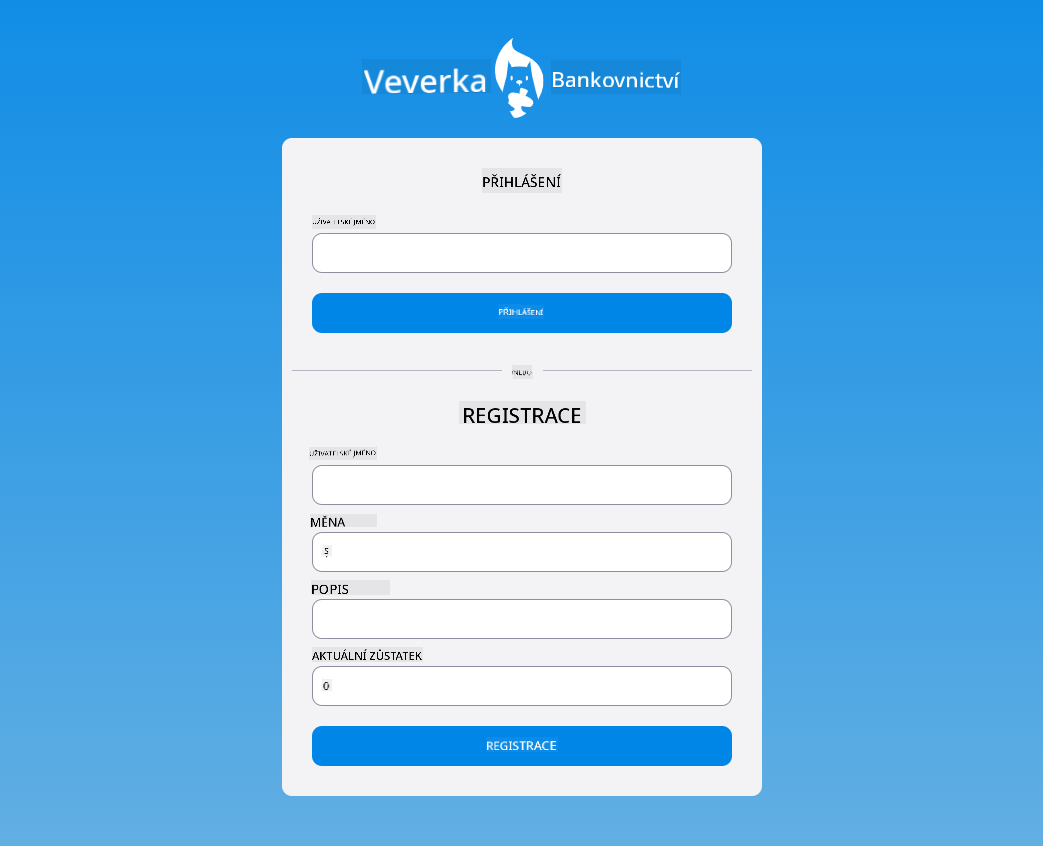 Veverka Bankovnictví
PŘIHLÁŠENÍ
UŽIVATELSKÉ JMÉNO
PŘIHLÁŠENÍ
NEBO
REGISTRACE
UŽIVATELSKÉ JMÉNO
MĚNA
$
POPIS
AKTUÁLNÍ ZŮSTATEK
0
REGISTRACE